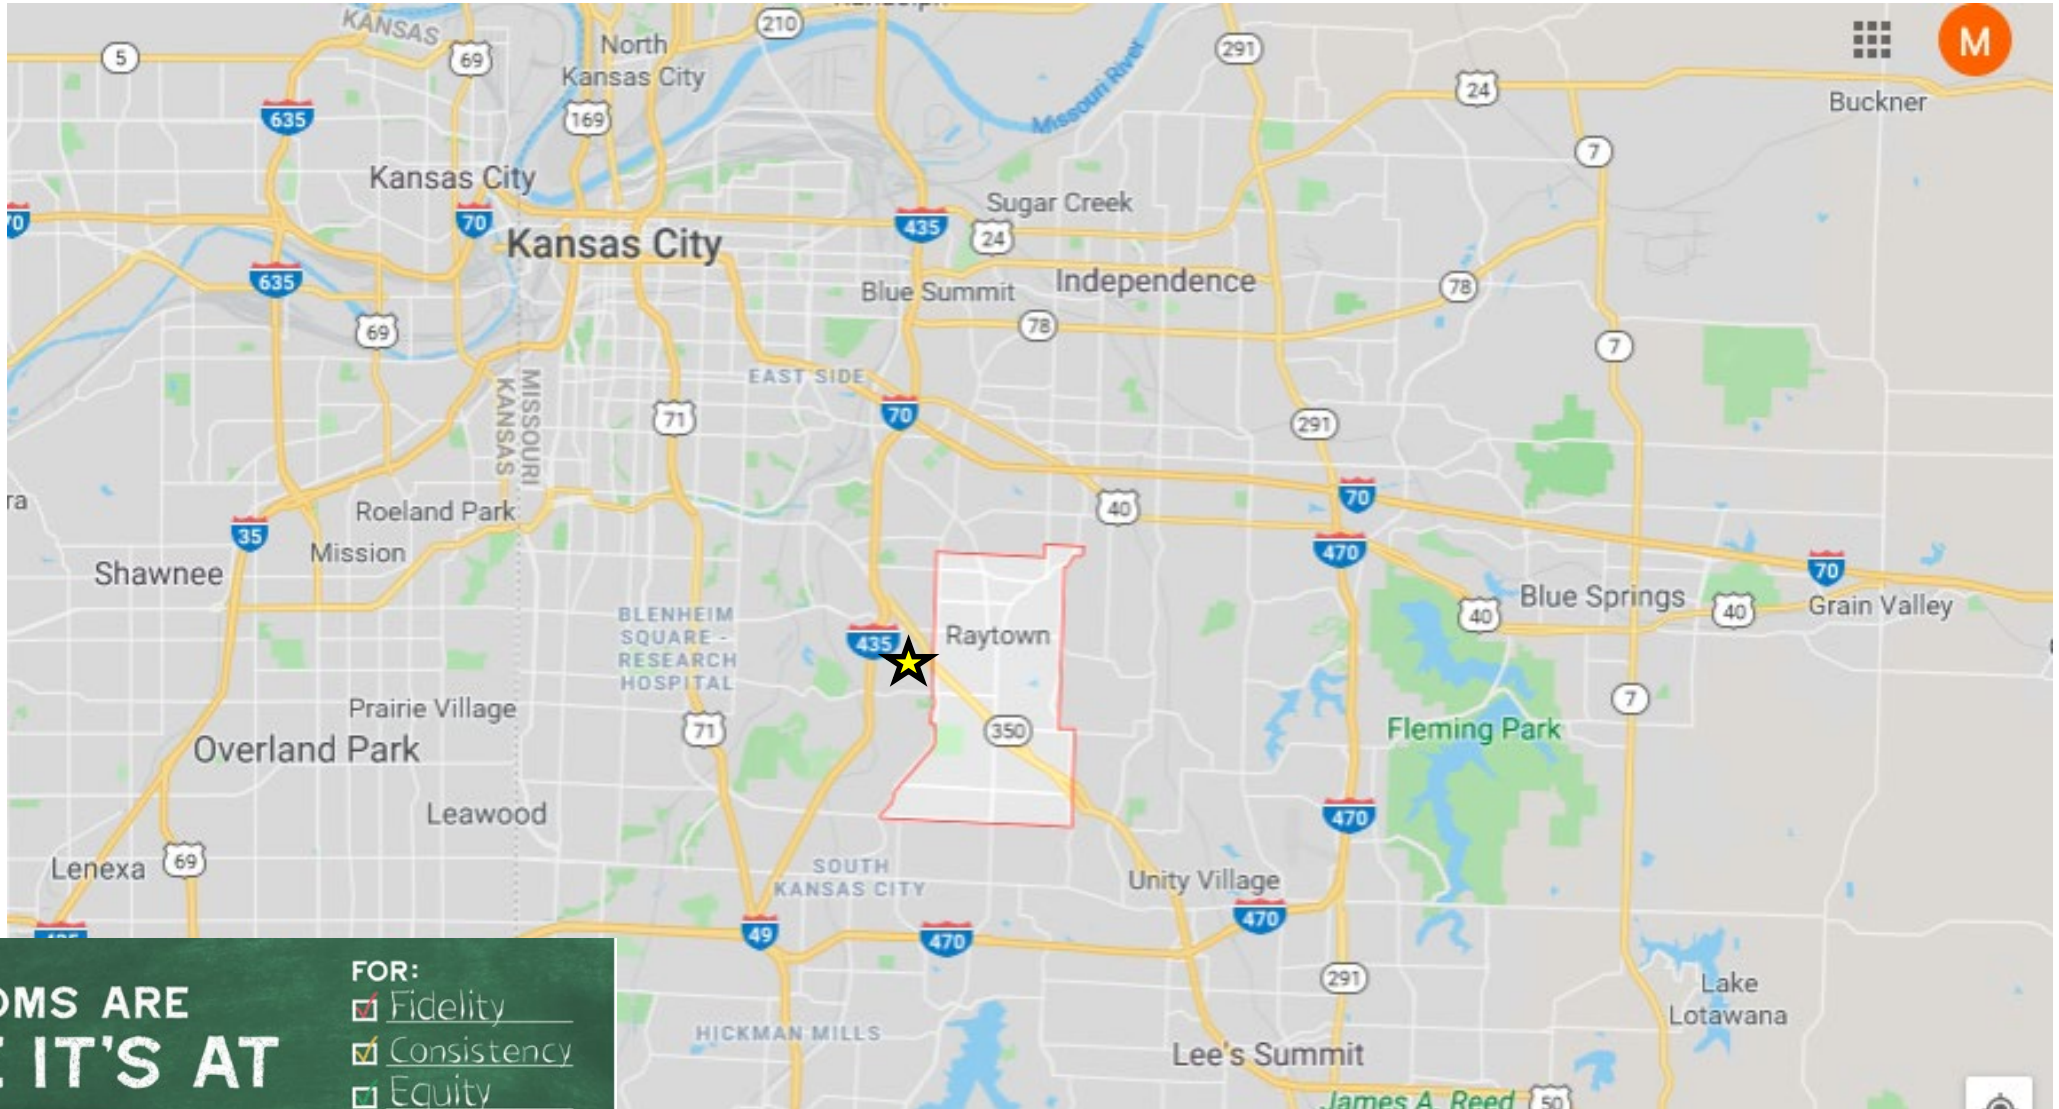 KANSAS
5
69
North
Kansas City
210
291
Missouri River
24
M
Buckner
635
169
7
Kansas City
70
70
Kansas City
435
Sugar Creek
24
635
Blue Summit
Independence
78
69
78
7
EAST SIDE
MISSOURI
KANSAS
71
70
291
70
ra
Roeland Park
40
35
Mission
470
Shawnee
70
Blue Springs
40
40
Grain Valley
BLENHEIM
SQUARE -
RESEARCH
HOSPITAL
435
Raytown
Prairie Village
71
350
7
Fleming Park
Overland Park
Leawood
470
Lenexa
69
SOUTH
KANSAS CITY
Unity Village
470
49
470
291
Lake
Lotawana
HICKMAN MILLS
Lee's Summit
James A. Reed
50
OMS ARE
IT'S AT
FOR:
Fidelity
Consistency
Equity